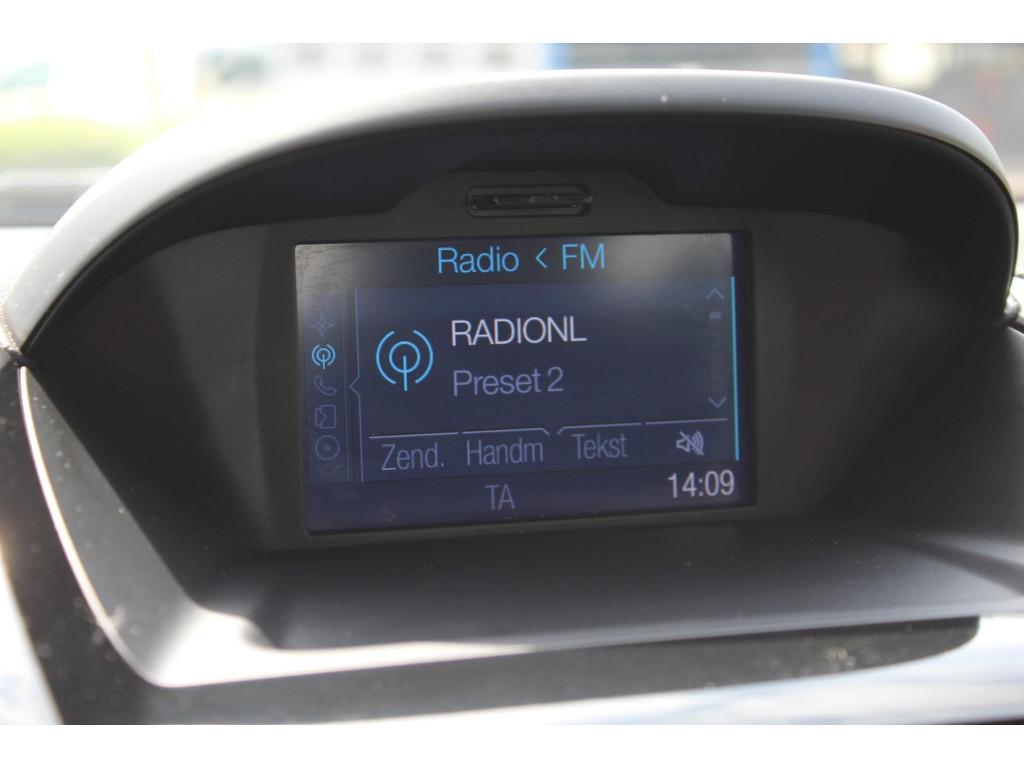 Radio < FM
RADIONL
Preset 2
Zend. Handm Tekst
TA 14:09